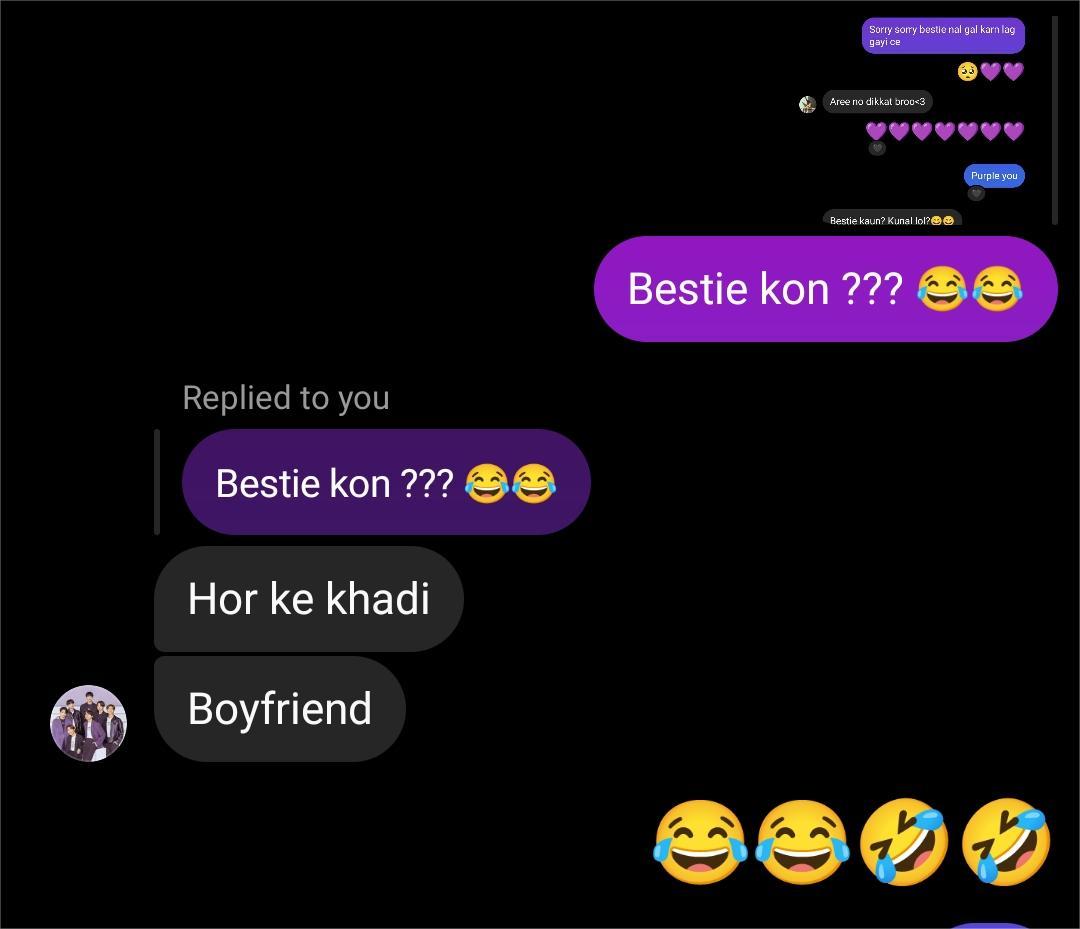 Sorry sorry bestie nal gal karn lag
gayi ce
🥺💜💜
Aree no dikkat broo<3
💜💜💜💜💜💜💜
Purple you
Bestie kaun? Kunal lol?😂😂
Bestie kon ??? 😂😂
Replied to you
Bestie kon ??? 😂😂
Hor ke khadi
Boyfriend
😂😂🤣🤣